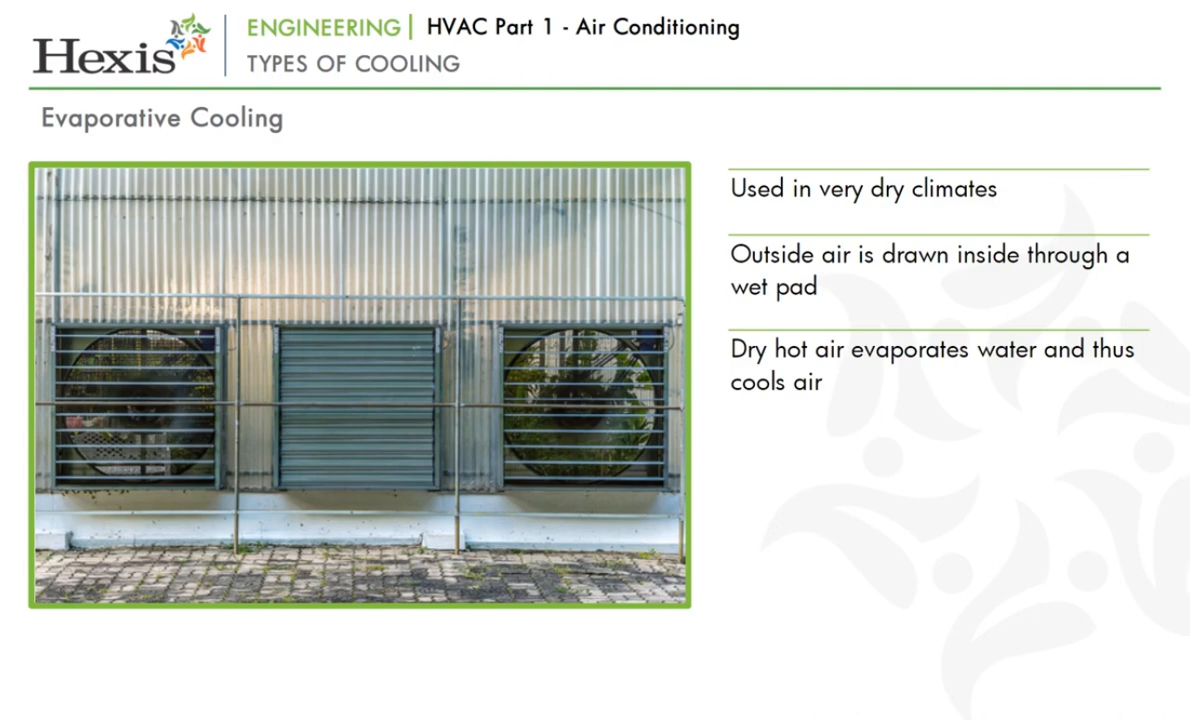 Hexis
ENGINEERING | HVAC Part 1 - Air Conditioning
TYPES OF COOLING
Evaporative Cooling
Used in very dry climates
Outside air is drawn inside through a
wet pad
Dry hot air evaporates water and thus
cools air